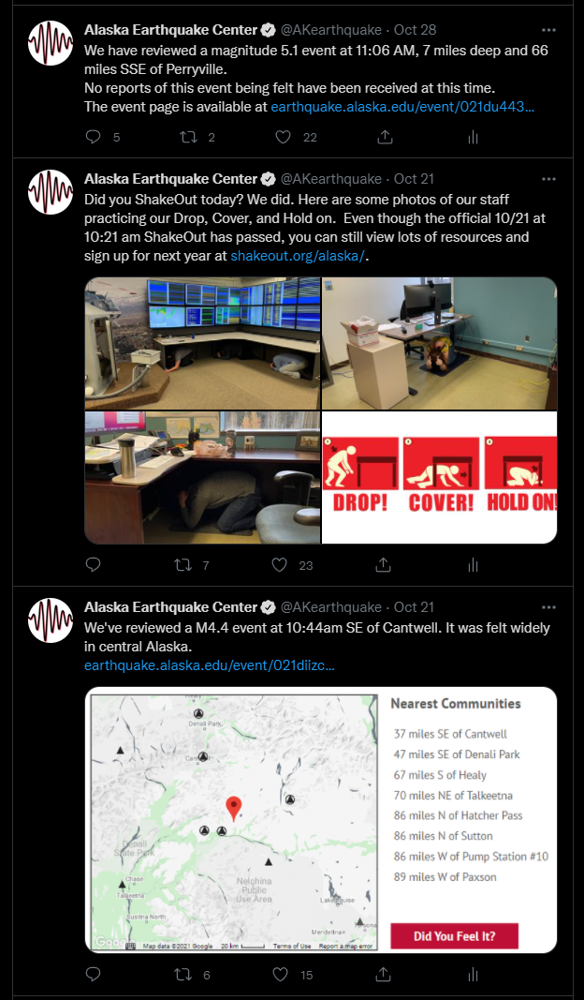 Alaska Earthquake Center @AKearthquake · Oct 28
We have reviewed a magnitude 5.1 event at 11:06 AM, 7 miles deep and 66
miles SSE of Perryville.
No reports of this event being felt have been received at this time.
The event page is available at earthquake.alaska.edu/event/021du443...
5 2 22
Alaska Earthquake Center @AKearthquake · Oct 21
Did you ShakeOut today? We did. Here are some photos of our staff
practicing our Drop, Cover, and Hold on. Even though the official 10/21 at
10:21 am ShakeOut has passed, you can still view lots of resources and
sign up for next year at shakeout.org/alaska/.
DROP! COVER! HOLD ON!
7 23
Alaska Earthquake Center @AKearthquake · Oct 21
We've reviewed a M4.4 event at 10:44am SE of Cantwell. It was felt widely
in central Alaska.
earthquake.alaska.edu/event/021diizc...
Nearest Communities
37 miles SE of Cantwell
47 miles SE of Denali Park
67 miles S of Healy
70 miles NE of Talkeetna
86 miles N of Hatcher Pass
86 miles N of Sutton
86 miles W of Pump Station #10
89 miles W of Paxson
Did You Feel It?
Denali Park
Denali
State Park
Chase
Talkeetna
Susitna North
Nelchina
Public
Use Area
Mendeltna
Google
Map data ©2021 Google 20 km Terms of Use Report a map error
6 15